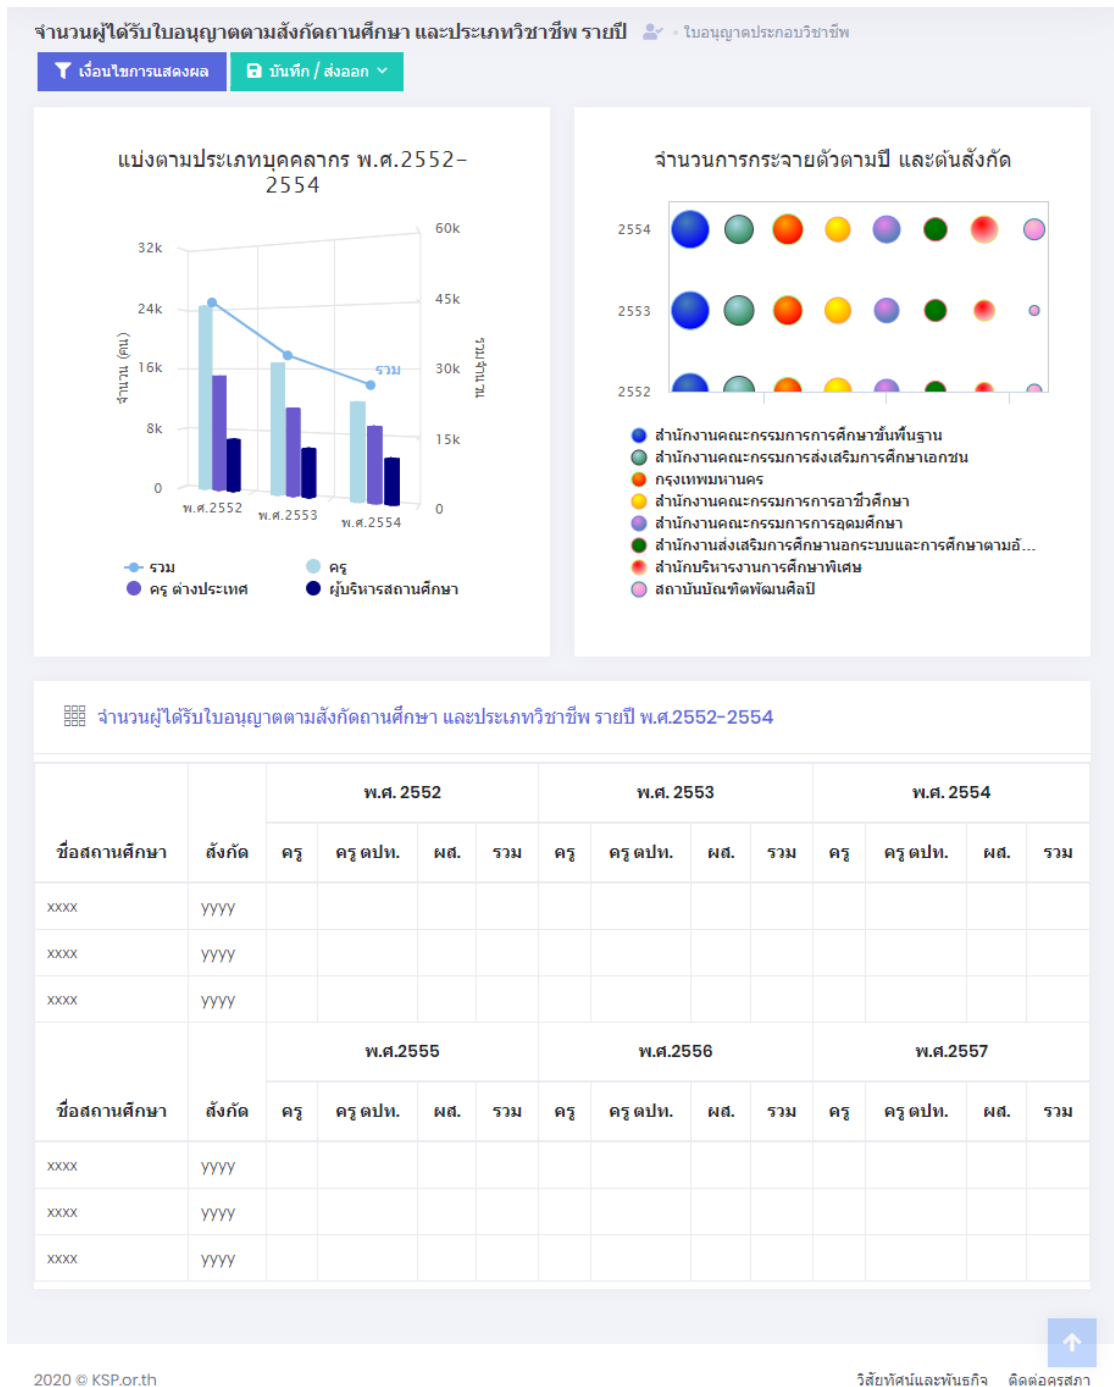 จำนวนผู้ได้รับใบอนุญาตตามสังกัดถานศึกษา และประเภทวิชาชีพ รายปี ใบอนุญาตประกอบวิชาชีพ
เงื่อนไขการแสดงผล บันทึก / ส่งออก
แบ่งตามประเภทบุคคลากร พ.ศ.2552-
2554
32k
24k
16k
8k
0
จำนวน (คน)
60k
45k
30k
15k
0
รวมจำนวน
รวม
พ.ศ.2552 พ.ศ.2553 พ.ศ.2554
รวม ครู
ครู ต่างประเทศ ผู้บริหารสถานศึกษา
จำนวนการกระจายตัวตามปี และต้นสังกัด
2554
2553
2552
สำนักงานคณะกรรมการการศึกษาขั้นพื้นฐาน
สำนักงานคณะกรรมการส่งเสริมการศึกษาเอกชน
กรุงเทพมหานคร
สำนักงานคณะกรรมการการอาชีวศึกษา
สำนักงานคณะกรรมการการอุดมศึกษา
สำนักงานส่งเสริมการศึกษานอกระบบและการศึกษาตามอั...
สำนักบริหารงานการศึกษาพิเศษ
สถาบันบัณฑิตพัฒนศิลป์
จำนวนผู้ได้รับใบอนุญาตตามสังกัดถานศึกษา และประเภทวิชาชีพ รายปี พ.ศ.2552-2554
พ.ศ. 2552 พ.ศ. 2553 พ.ศ. 2554
ชื่อสถานศึกษา สังกัด ครู ครู ตปท. ผศ. รวม ครู ครู ตปท. ผศ. รวม ครู ครู ตปท. ผศ. รวม
xxxx yyyy
xxxx yyyy
xxxx yyyy
พ.ศ.2555 พ.ศ.2556 พ.ศ.2557
ชื่อสถานศึกษา สังกัด ครู ครู ตปท. ผศ. รวม ครู ครู ตปท. ผศ. รวม ครู ครู ตปท. ผศ. รวม
xxxx yyyy
xxxx yyyy
xxxx yyyy
2020 © KSP.or.th วิสัยทัศน์และพันธกิจ ติดต่อคุรุสภา